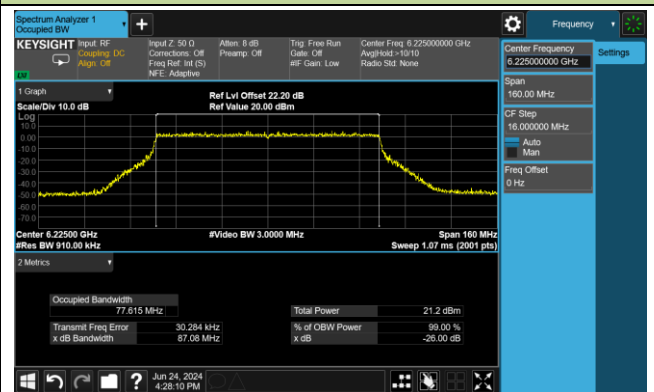 Spectrum Analyzer 1
Occupied BW
Frequency
KEYSIGHT
Input: RF
Coupling: DC
Align: Off
Input Z: 50 Ω
Corrections: Off
Freq Ref: Int (S)
NFE: Adaptive
Atten: 8 dB
Preamp: Off
Trig: Free Run
Gate: Off
#IF Gain: Low
Center Freq: 6.225000000 GHz
Avg|Hold:>10/10
Radio Std: None
Center Frequency
6.225000000 GHz
Settings
Span
160.00 MHz
CF Step
16.000000 MHz
Auto
Man
Freq Offset
0 Hz
1 Graph
Scale/Div 10.0 dB
Ref Lvl Offset 22.20 dB
Ref Value 20.00 dBm
Log
10.0
0.00
-10.0
-20.0
-30.0
-40.0
-50.0
-60.0
-70.0
Center 6.22500 GHz
#Res BW 910.00 kHz
#Video BW 3.0000 MHz
Span 160 MHz
Sweep 1.07 ms (2001 pts)
2 Metrics
Occupied Bandwidth
77.615 MHz
Total Power 21.2 dBm
Transmit Freq Error 30.284 kHz
% of OBW Power 99.00 %
x dB Bandwidth 87.08 MHz
x dB -26.00 dB
Jun 24, 2024
4:28:10 PM